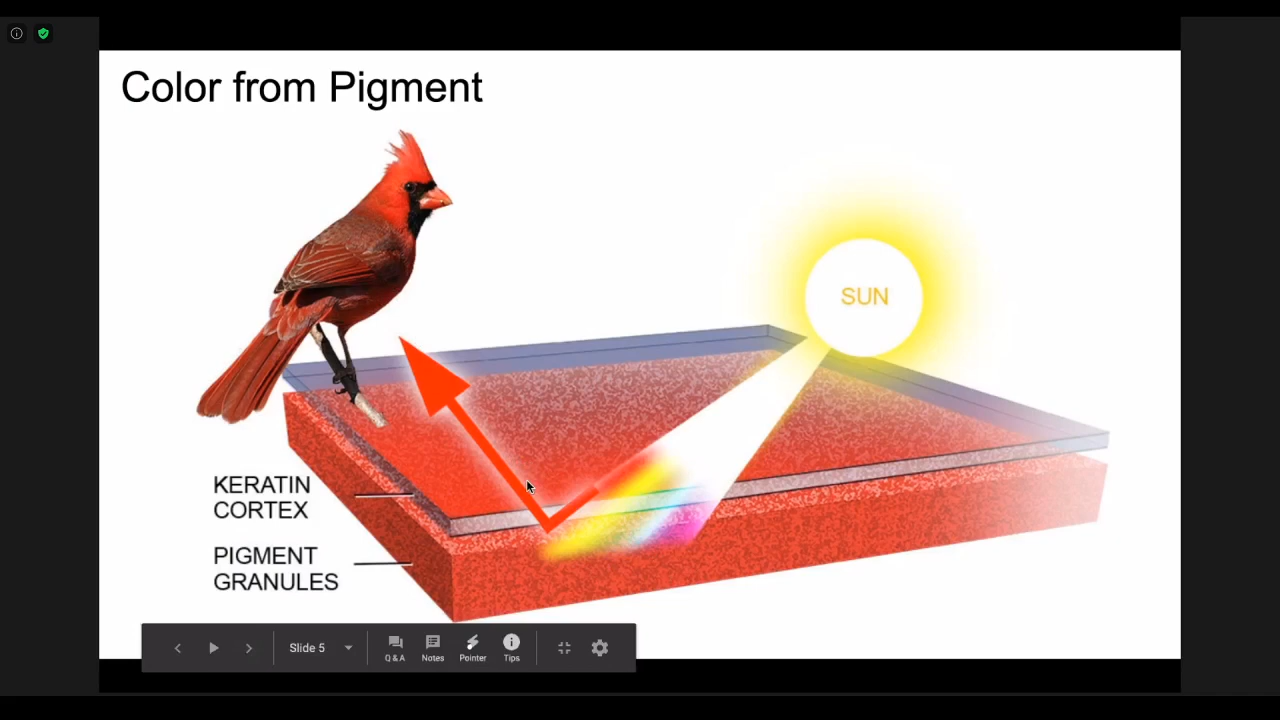 Color from Pigment
SUN
KERATIN
CORTEX
PIGMENT
GRANULES
Slide 5
Q & A
Notes
Pointer
Tips